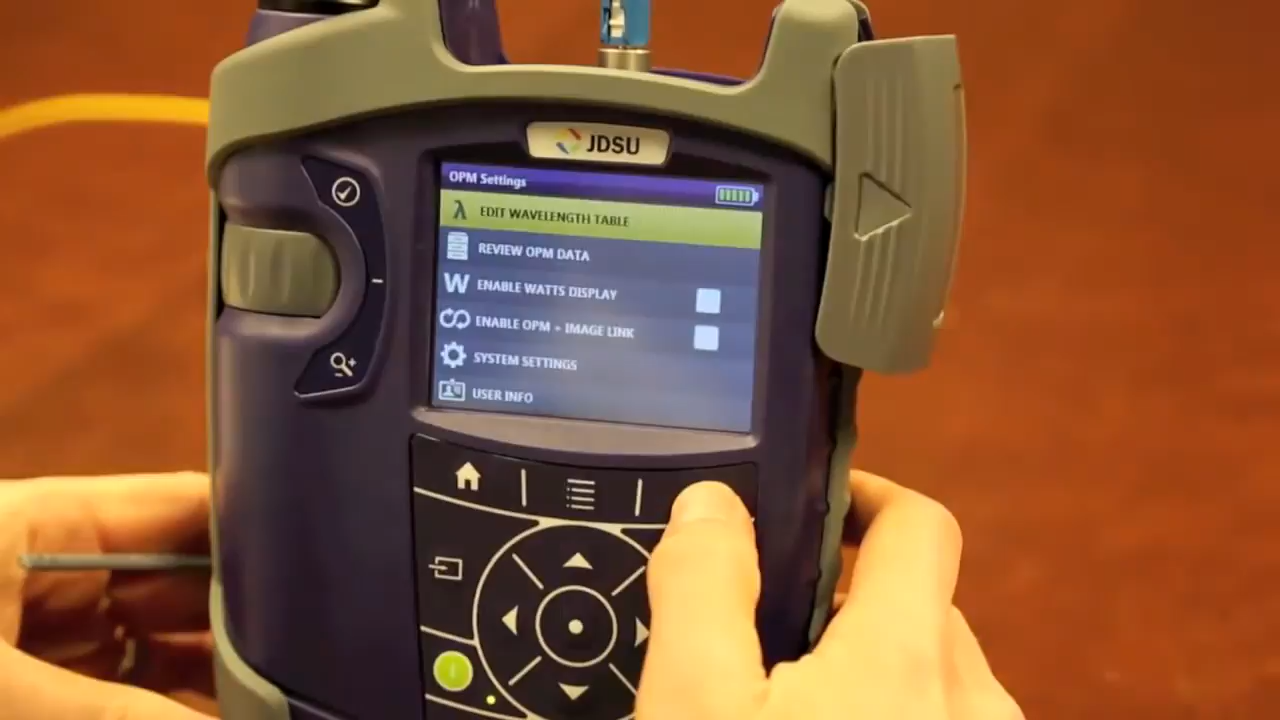 JDSU
OPM Settings
λ EDIT WAVELENGTH TABLE
REVIEW OPM DATA
W ENABLE WATTS DISPLAY
ENABLE OPM + IMAGE LINK
SYSTEM SETTINGS
USER INFO